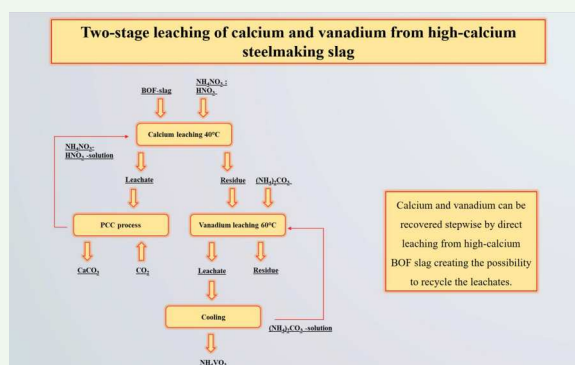 Two-stage leaching of calcium and vanadium from high-calcium
steelmaking slag
NH₄NO₃ :
HNO₃
BOF-slag
Calcium leaching 40°C
NH₄NO₃:
HNO₃ -solution
Leachate
Residue
(NH₄)₂CO₃
PCC process
Vanadium leaching 60°C
CaCO₃
CO₂
Leachate
Residue
Cooling
(NH₄)₂CO₃ -solution
NH₄VO₃
Calcium and vanadium can be
recovered stepwise by direct
leaching from high-calcium
BOF slag creating the possibility
to recycle the leachates.